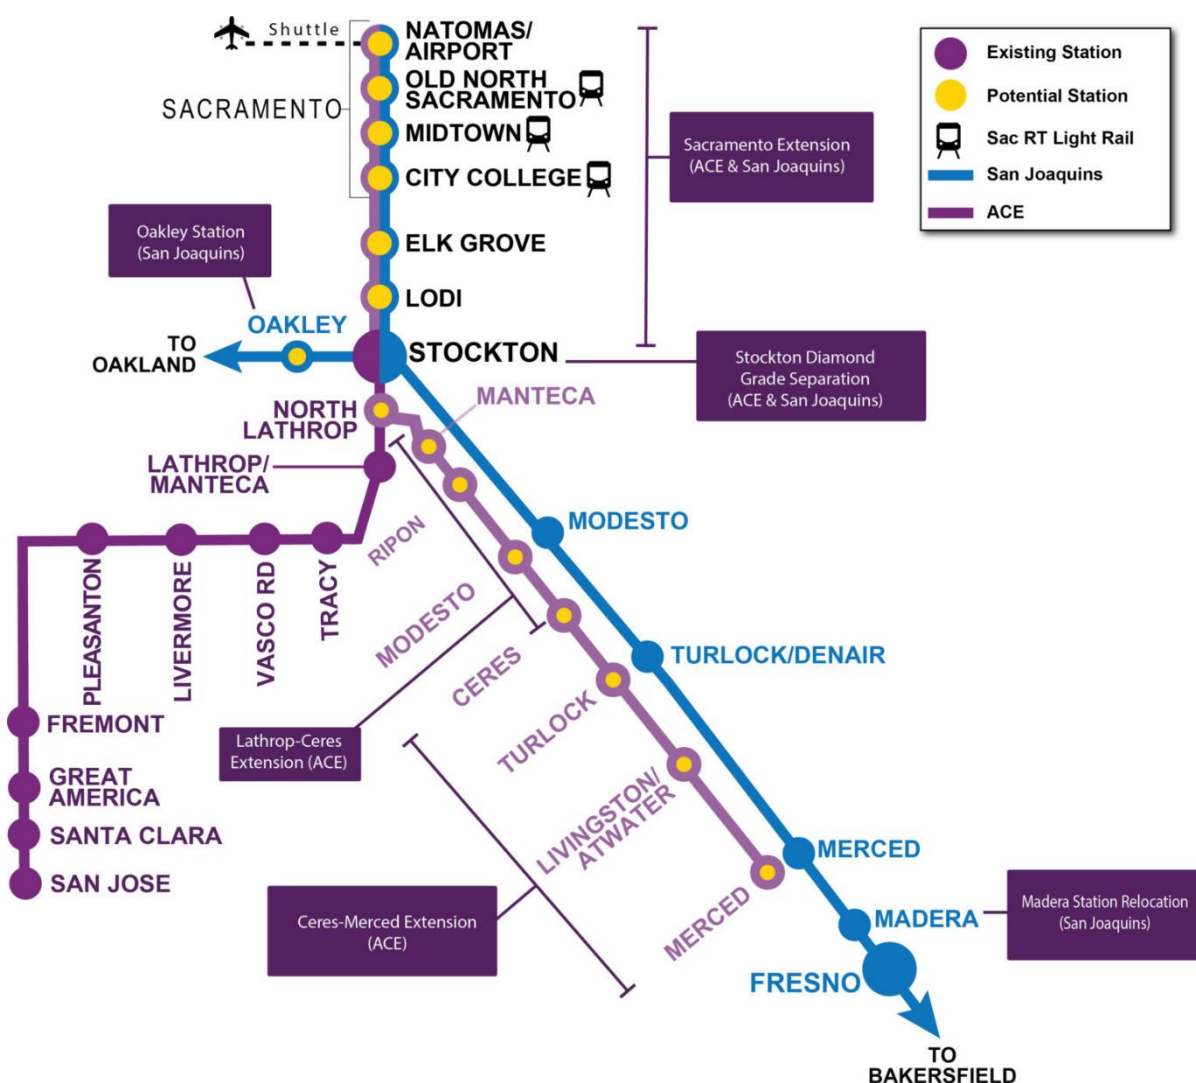 Shuttle
NATOMAS/
AIRPORT
OLD NORTH
SACRAMENTO
SACRAMENTO
MIDTOWN
CITY COLLEGE
ELK GROVE
LODI
Existing Station
Potential Station
Sac RT Light Rail
San Joaquins
ACE
Sacramento Extension
(ACE & San Joaquins)
Oakley Station
(San Joaquins)
OAKLEY
TO
OAKLAND
STOCKTON
Stockton Diamond
Grade Separation
(ACE & San Joaquins)
NORTH
LATHROP
MANTECA
LATHROP/
MANTECA
RIPON
MODESTO
CERES
TURLOCK
LIVINGSTON/
ATWATER
MERCED
MODESTO
TURLOCK/DENAIR
MERCED
MADERA
FRESNO
TO
BAKERSFIELD
PLEASANTON
LIVERMORE
VASCO RD
TRACY
FREMONT
GREAT
AMERICA
SANTA CLARA
SAN JOSE
Lathrop-Ceres
Extension (ACE)
Ceres-Merced Extension
(ACE)
Madera Station Relocation
(San Joaquins)